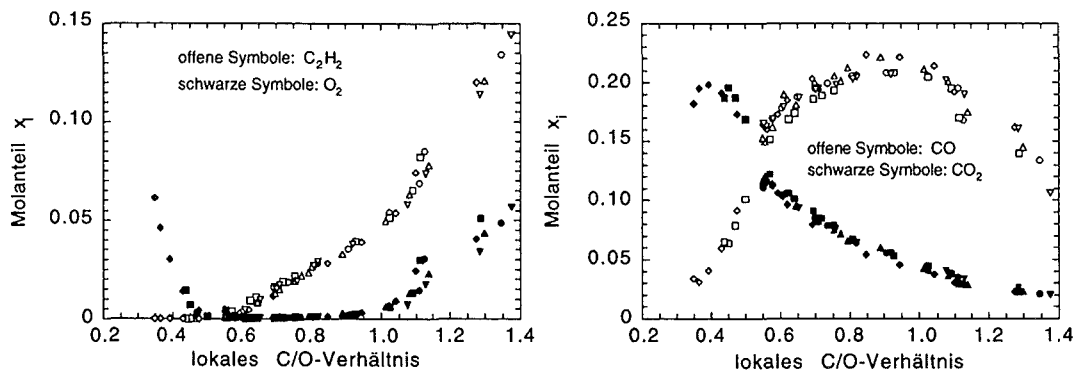 0.15
0.10
0.05
0
Molanteil xi
offene Symbole: C2H2
schwarze Symbole: O2
0.2 0.4 0.6 0.8 1.0 1.2 1.4
lokales C/O-Verhältnis
0.25
0.20
0.15
0.10
0.05
0
Molanteil xi
offene Symbole: CO
schwarze Symbole: CO2
0.2 0.4 0.6 0.8 1.0 1.2 1.4
lokales C/O-Verhältnis